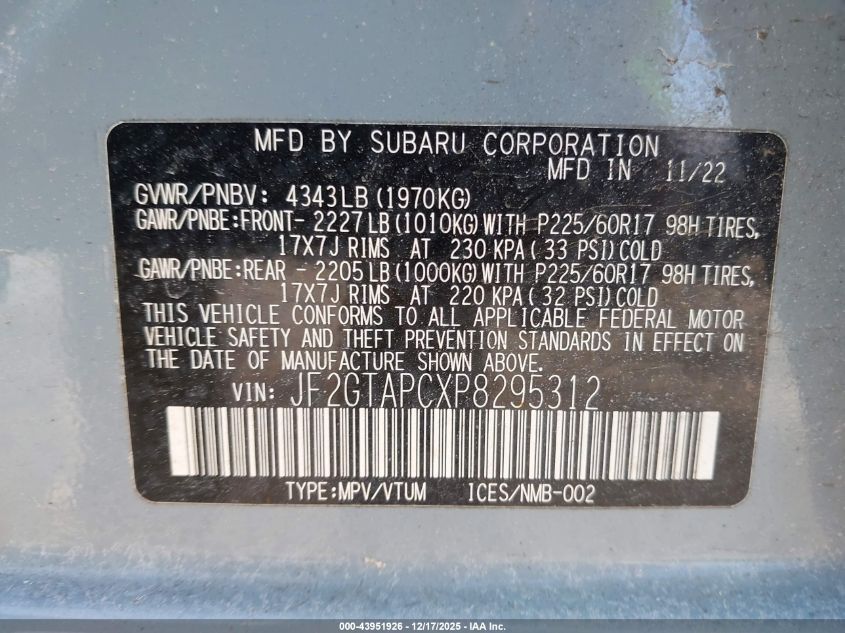 MFD BY SUBARU CORPORATION
MFD IN 11/22
GVWR/PNBV: 4343LB(1970KG)
GAWR/PNBE:FRONT- 2227LB(1010KG)WITH P225/60R17 98H TIRES,
17X7J RIMS AT 230 KPA( 33 PSI)COLD
GAWR/PNBE:REAR - 2205LB(1000KG)WITH P225/60R17 98H TIRES,
17X7J RIMS AT 220 KPA( 32 PSI)COLD
THIS VEHICLE CONFORMS TO ALL APPLICABLE FEDERAL MOTOR
VEHICLE SAFETY AND THEFT PREVENTION STANDARDS IN EFFECT ON
THE DATE OF MANUFACTURE SHOWN ABOVE.
VIN: JF2GTAPCXP8295312
TYPE:MPV/VTUM ICES/NMB-002
000-43951926 - 12/17/2025 - IAA Inc.